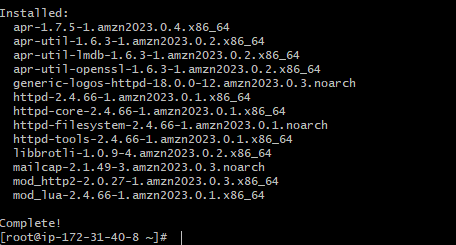 Installed:
apr-1.7.5-1.amzn2023.0.4.x86_64
apr-util-1.6.3-1.amzn2023.0.2.x86_64
apr-util-lmdb-1.6.3-1.amzn2023.0.2.x86_64
apr-util-openssl-1.6.3-1.amzn2023.0.2.x86_64
generic-logos-httpd-18.0.0-12.amzn2023.0.3.noarch
httpd-2.4.66-1.amzn2023.0.1.x86_64
httpd-core-2.4.66-1.amzn2023.0.1.x86_64
httpd-filesystem-2.4.66-1.amzn2023.0.1.noarch
httpd-tools-2.4.66-1.amzn2023.0.1.x86_64
libbrotli-1.0.9-4.amzn2023.0.2.x86_64
mailcap-2.1.49-3.amzn2023.0.3.noarch
mod_http2-2.0.27-1.amzn2023.0.3.x86_64
mod_lua-2.4.66-1.amzn2023.0.1.x86_64
Complete!
[root@ip-172-31-40-8 ~]#